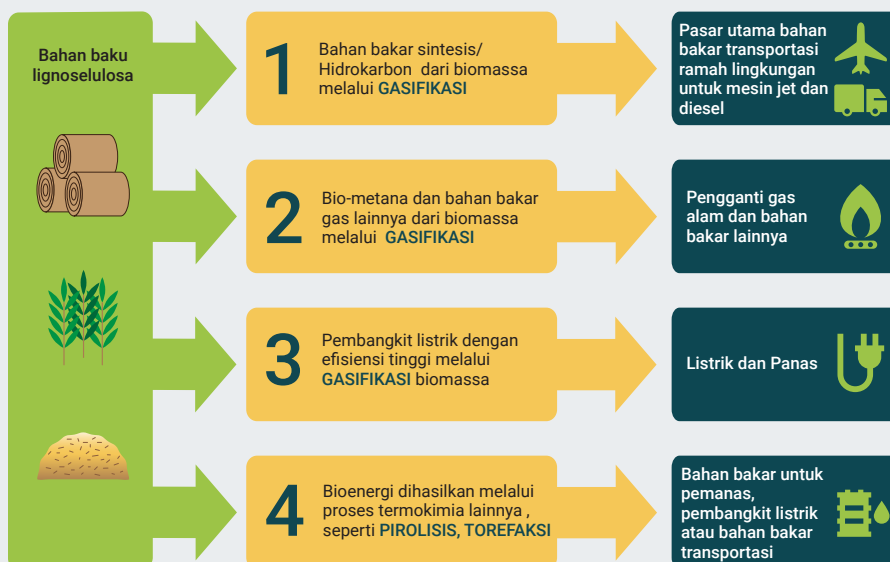 Bahan baku
lignoselulosa
1
Bahan bakar sintesis/
Hidrokarbon dari biomassa
melalui GASIFIKASI
Pasar utama bahan
bakar transportasi
ramah lingkungan
untuk mesin jet dan
diesel
2
Bio-metana dan bahan bakar
gas lainnya dari biomassa
melalui GASIFIKASI
Pengganti gas
alam dan bahan
bakar lainnya
3
Pembangkit listrik dengan
efisiensi tinggi melalui
GASIFIKASI biomassa
Listrik dan Panas
4
Bioenergi dihasilkan melalui
proses termokimia lainnya ,
seperti PIROLISIS, TOREFAKSI
Bahan bakar untuk
pemanas,
pembangkit listrik
atau bahan bakar
transportasi